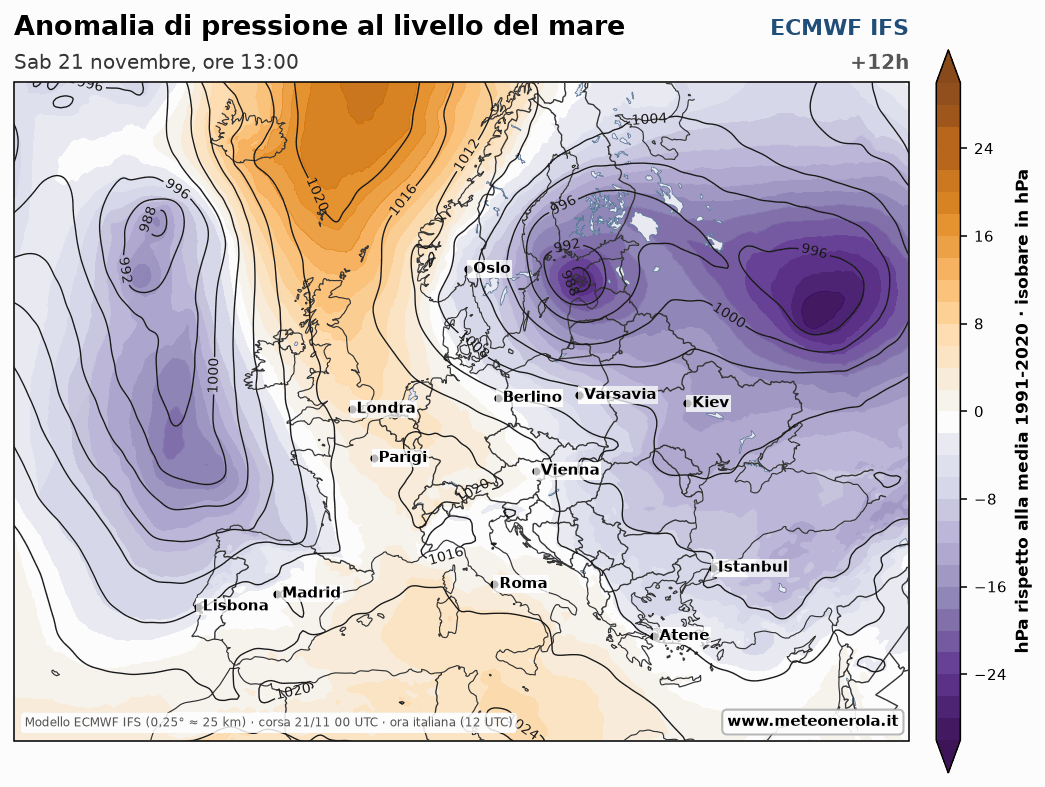 Anomalia di pressione al livello del mare
ECMWF IFS
Sab 21 novembre, ore 13:00
+12h
996
1004
1012
996
1020
1016
988
996
992
992
Oslo
996
988
1000
1008
1000
Londra
Berlino
Varsavia
Kiev
Parigi
Vienna
1020
1016
Istanbul
Roma
Madrid
Lisbona
Atene
1020
1024
Modello ECMWF IFS (0,25° ≈ 25 km) · corsa 21/11 00 UTC · ora italiana (12 UTC)
www.meteonerola.it
24
16
8
0
−8
−16
−24
hPa rispetto alla media 1991-2020 · isobare in hPa